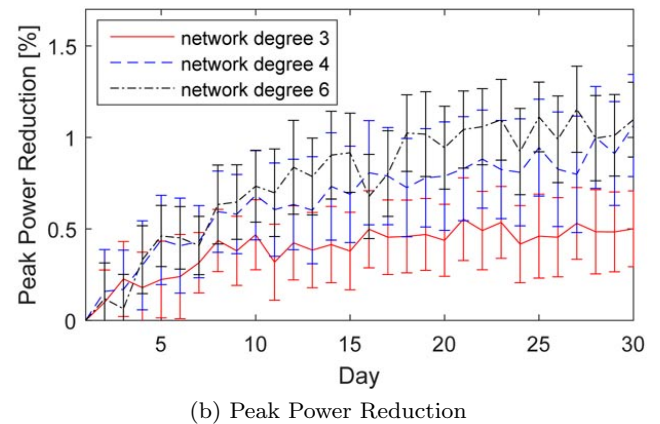 Peak Power Reduction [%]
1.5
1
0.5
0
network degree 3
network degree 4
network degree 6
5
10
15
20
25
30
Day
(b) Peak Power Reduction